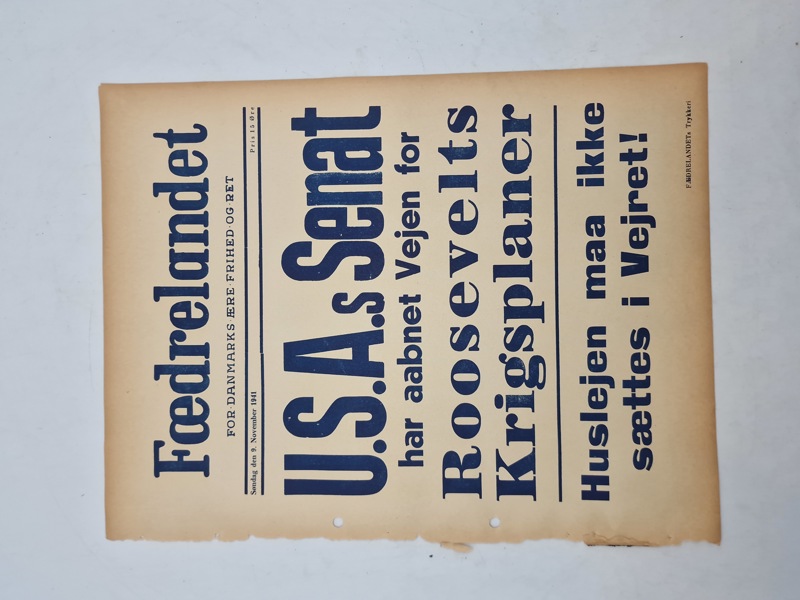 Fædrelandet
FOR·DANMARKS·ÆRE·FRIHED·OG·RET
Søndag den 9. November 1941 Pris 15 Øre
U.S.A.s Senat
har aabnet Vejen for
Roosevelts
Krigsplaner
Huslejen maa ikke
sættes i Vejret!
FÆDRELANDETs Trykkeri